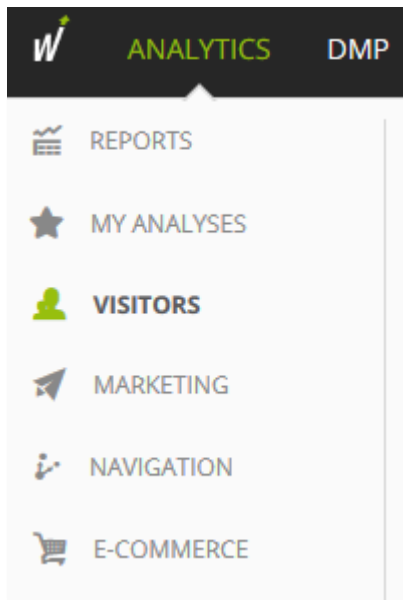 W ANALYTICS DMP
REPORTS
MY ANALYSES
VISITORS
MARKETING
NAVIGATION
E-COMMERCE